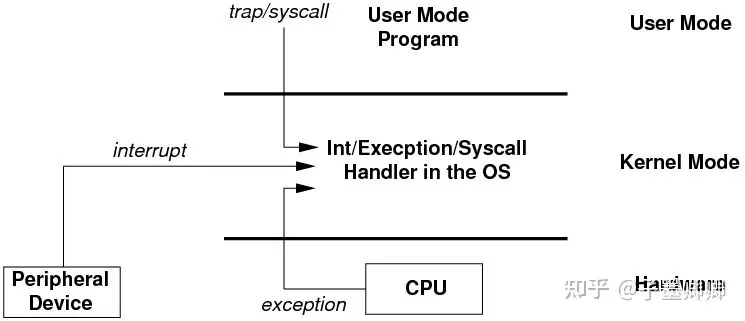 trap/syscall
User Mode
Program
User Mode
interrupt
Int/Execption/Syscall
Handler in the OS
Kernel Mode
Peripheral
Device
CPU
exception
Hardware
知乎